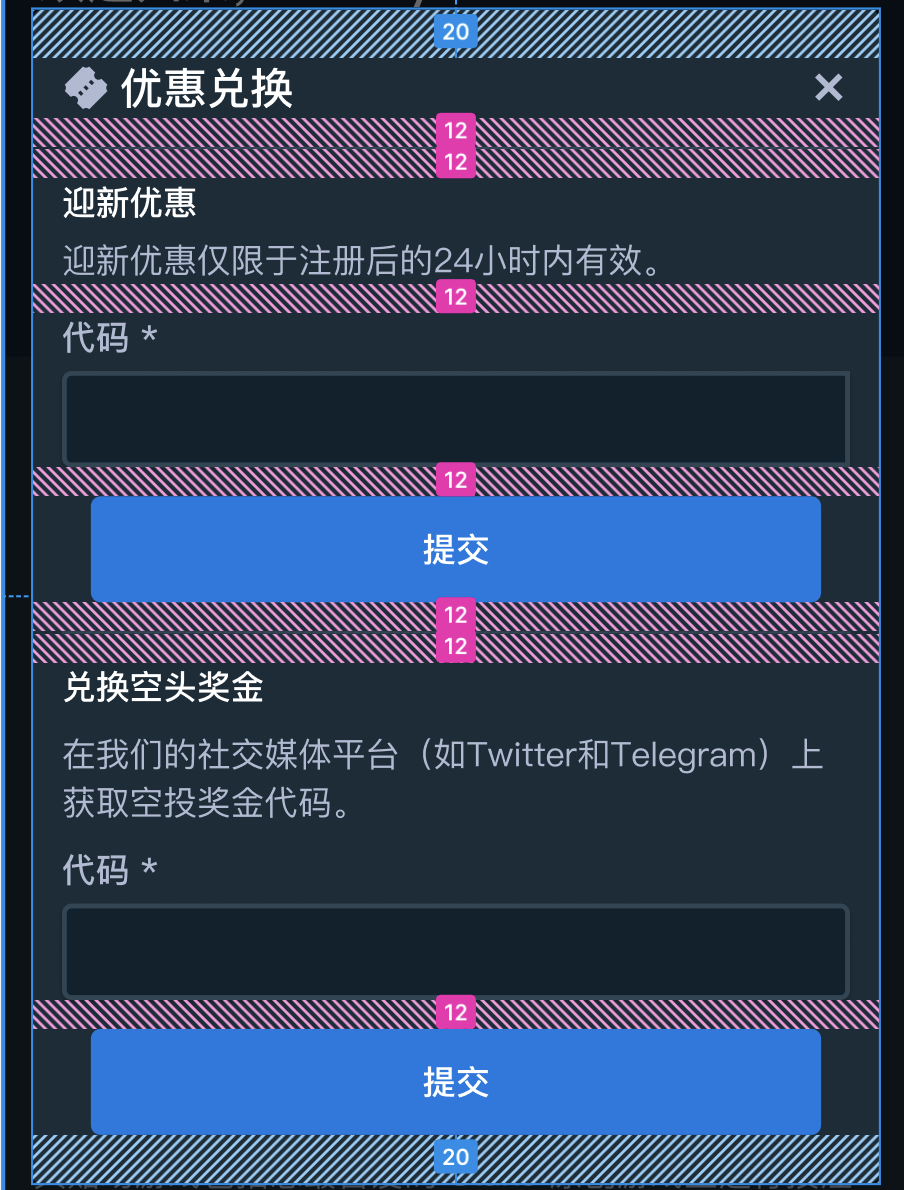 20
优惠兑换
12
12
迎新优惠
迎新优惠仅限于注册后的24小时内有效。
12
代码 *
12
提交
12
12
兑换空头奖金
在我们的社交媒体平台（如Twitter和Telegram）上
获取空投奖金代码。
代码 *
12
提交
20